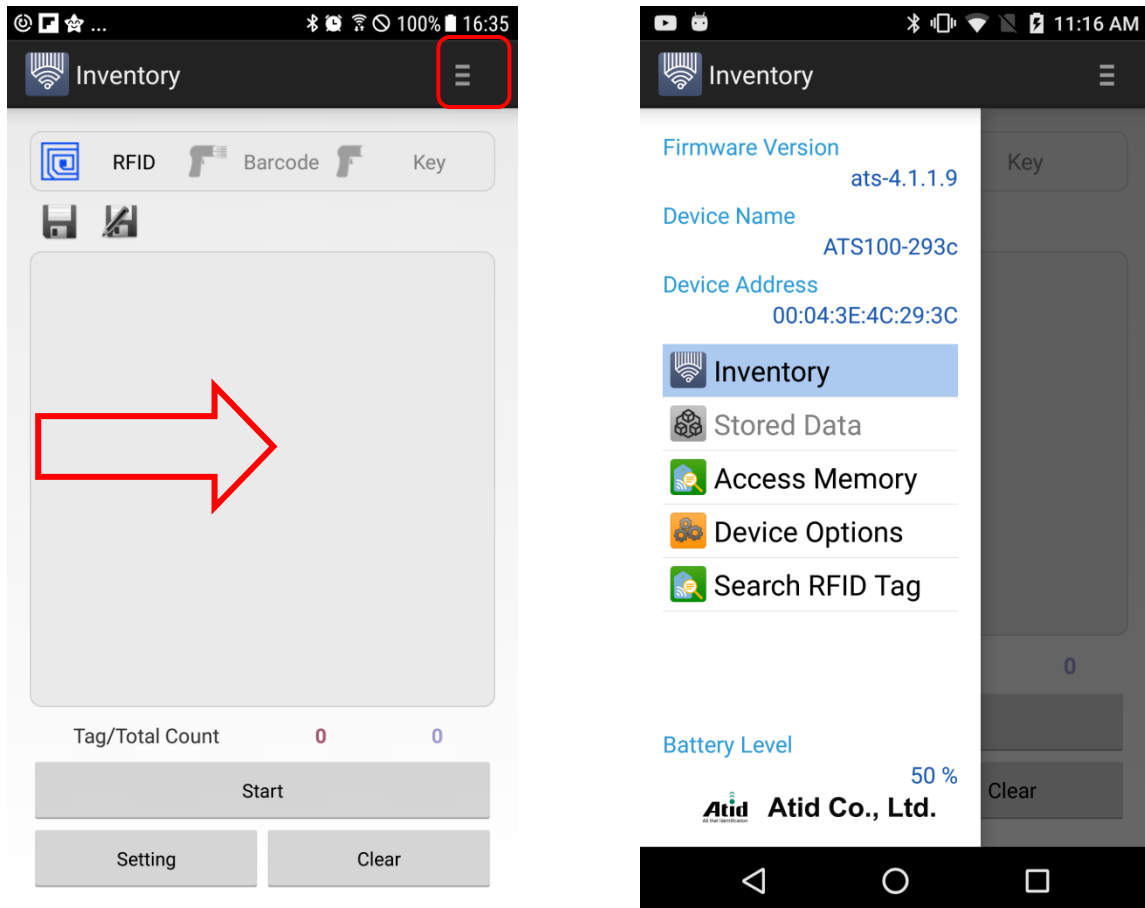 ... 100% 16:35
Inventory
RFID Barcode Key
Tag/Total Count 0 0
Start
Setting Clear
11:16 AM
Inventory
Firmware Version
ats-4.1.1.9
Key
Device Name
ATS100-293c
Device Address
00:04:3E:4C:29:3C
Inventory
Stored Data
Access Memory
Device Options
Search RFID Tag
0
Battery Level
50 %
Clear
Atid Atid Co., Ltd.